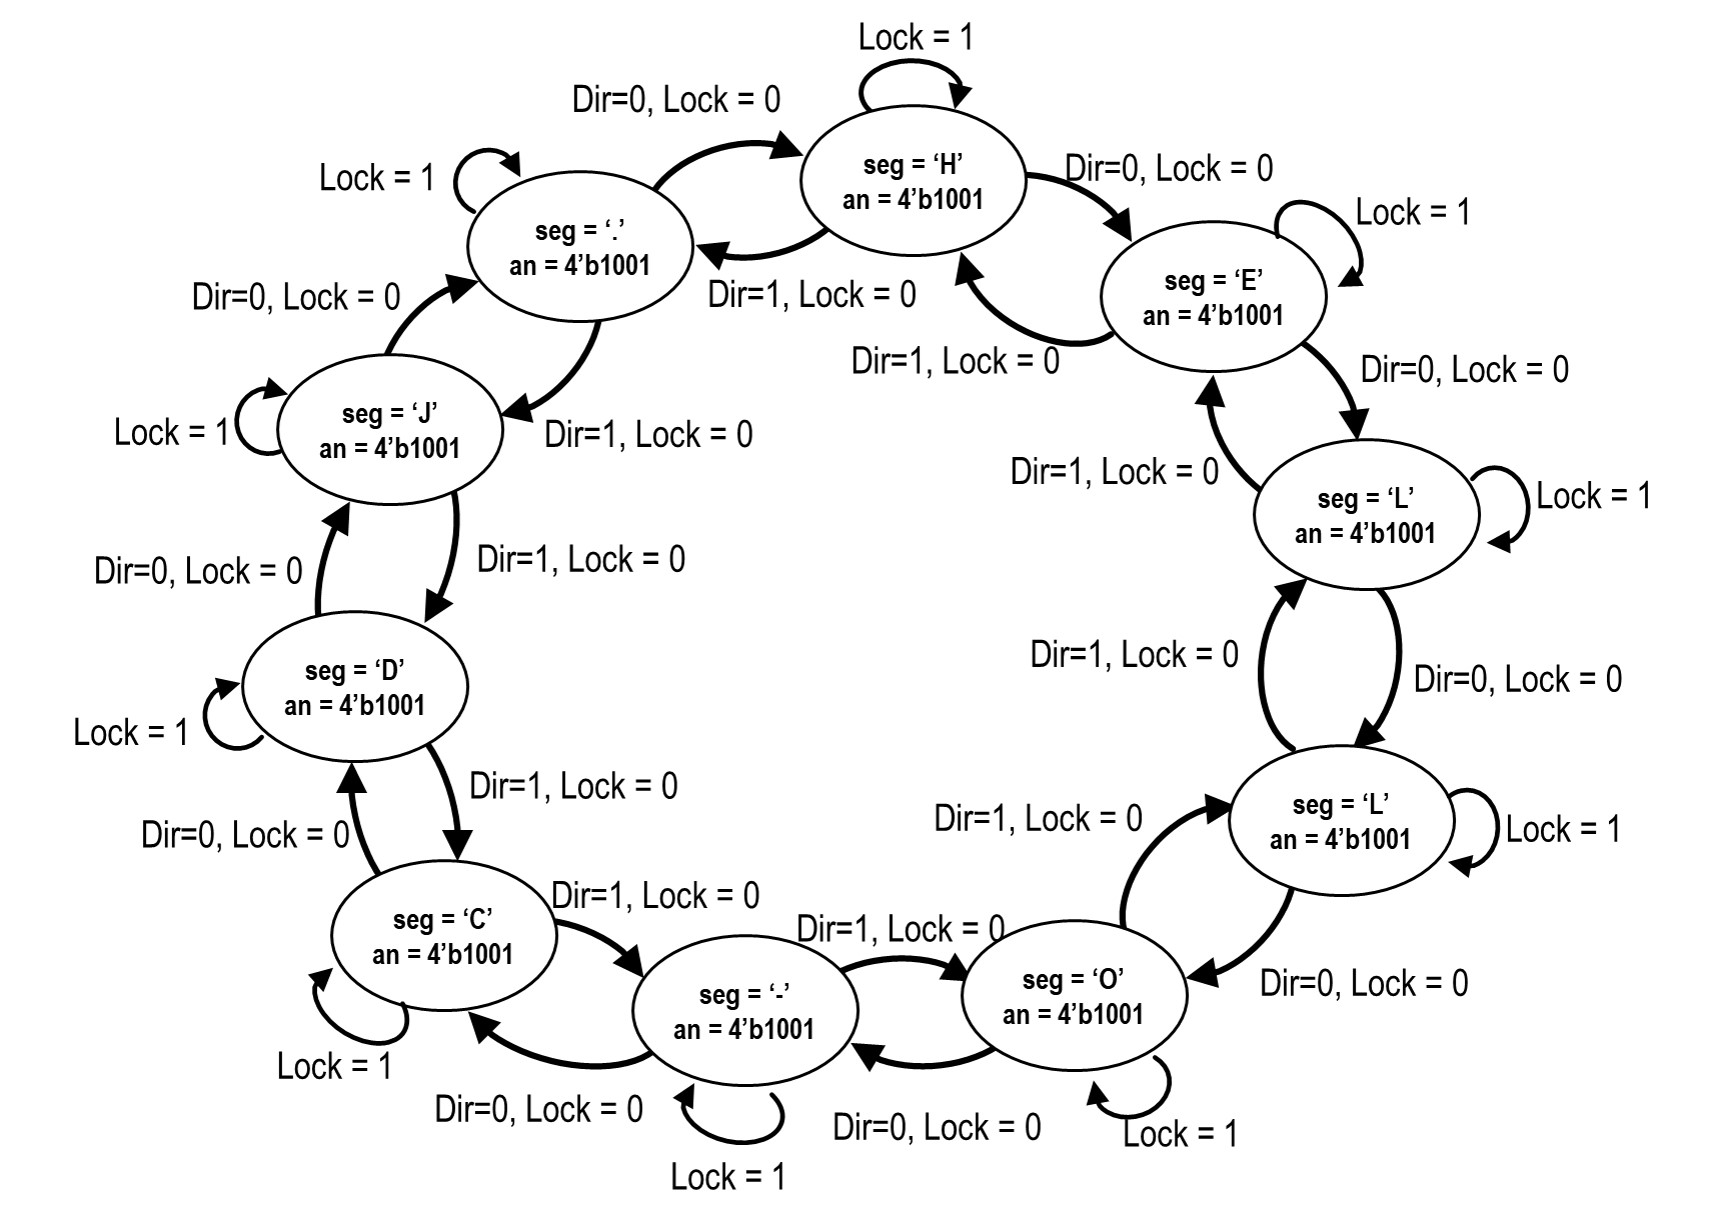 Lock = 1
Dir=0, Lock = 0
seg = ‘H’
an = 4’b1001
Dir=0, Lock = 0
Lock = 1
seg = ‘.’
an = 4’b1001
Dir=1, Lock = 0
Lock = 1
seg = ‘E’
an = 4’b1001
Dir=0, Lock = 0
Dir=1, Lock = 0
Dir=0, Lock = 0
Lock = 1
seg = ‘J’
an = 4’b1001
Dir=1, Lock = 0
Dir=1, Lock = 0
seg = ‘L’
an = 4’b1001
Lock = 1
Dir=0, Lock = 0
Dir=1, Lock = 0
Dir=1, Lock = 0
Dir=0, Lock = 0
Lock = 1
seg = ‘D’
an = 4’b1001
Dir=1, Lock = 0
Dir=0, Lock = 0
Dir=1, Lock = 0
seg = ‘L’
an = 4’b1001
Lock = 1
seg = ‘C’
an = 4’b1001
Dir=1, Lock = 0
Dir=1, Lock = 0
seg = ‘-’
an = 4’b1001
seg = ‘O’
an = 4’b1001
Dir=0, Lock = 0
Lock = 1
Dir=0, Lock = 0
Dir=0, Lock = 0
Lock = 1
Lock = 1